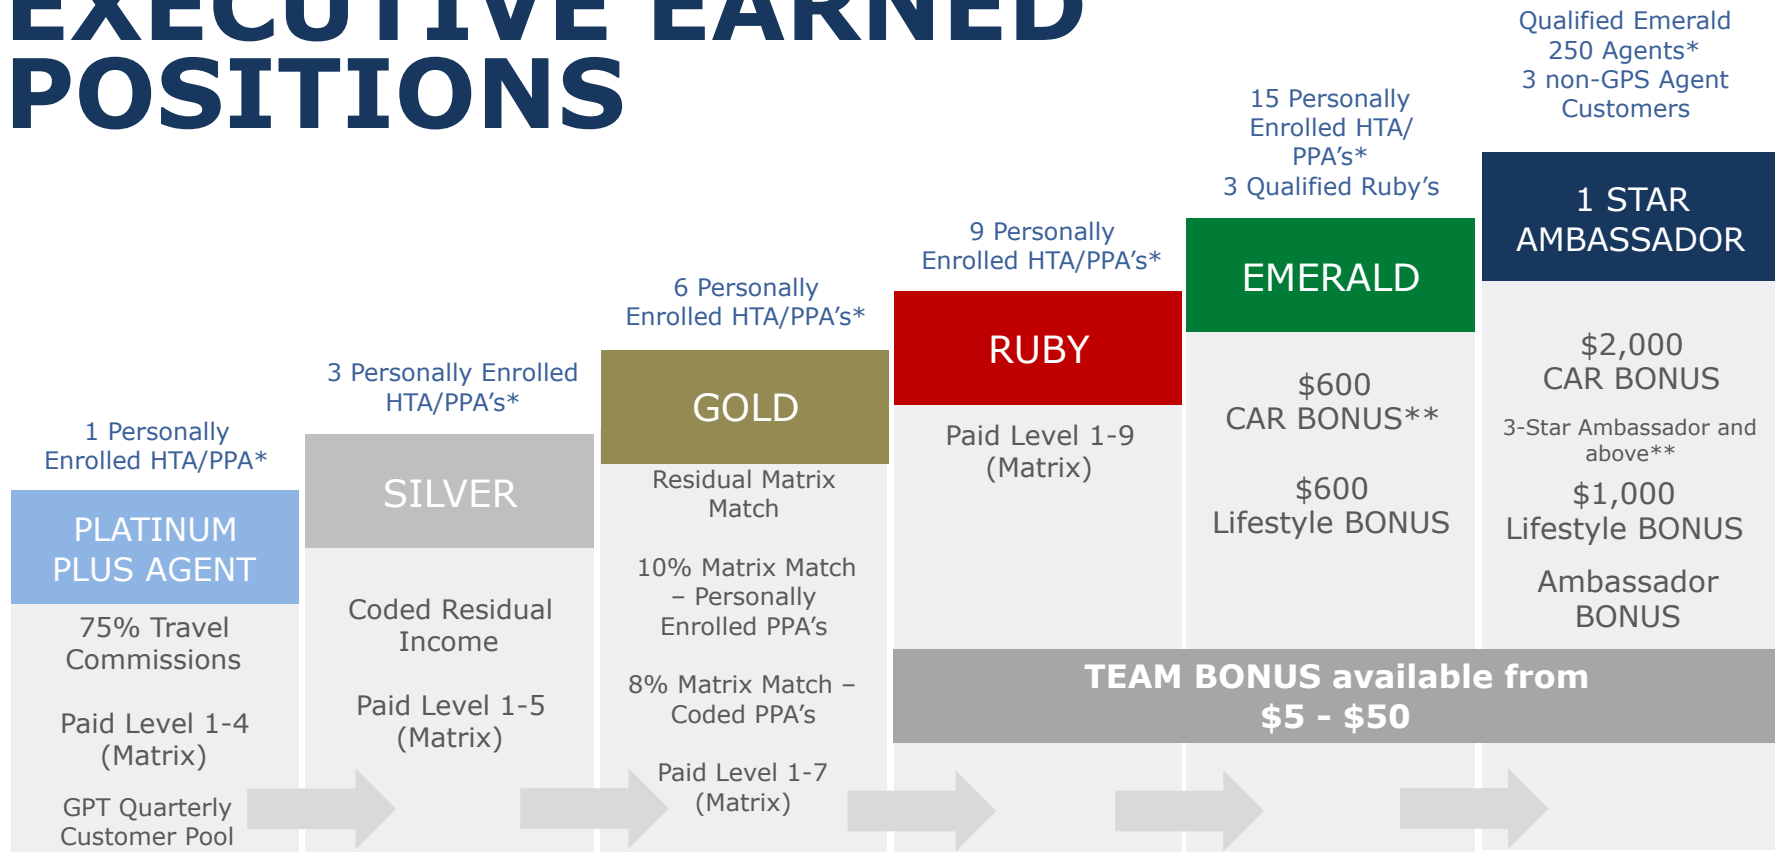 EXECUTIVE EARNED
POSITIONS
1 Personally
Enrolled HTA/PPA*
PLATINUM
PLUS AGENT
75% Travel
Commissions
Paid Level 1-4
(Matrix)
GPT Quarterly
Customer Pool
3 Personally Enrolled
HTA/PPA’s*
SILVER
Coded Residual
Income
Paid Level 1-5
(Matrix)
6 Personally
Enrolled HTA/PPA’s*
GOLD
Residual Matrix
Match
10% Matrix Match
– Personally
Enrolled PPA’s
8% Matrix Match –
Coded PPA’s
Paid Level 1-7
(Matrix)
9 Personally
Enrolled HTA/PPA’s*
RUBY
Paid Level 1-9
(Matrix)
15 Personally
Enrolled HTA/
PPA’s*
3 Qualified Ruby’s
EMERALD
$600
CAR BONUS**
$600
Lifestyle BONUS
Qualified Emerald
250 Agents*
3 non-GPS Agent
Customers
1 STAR
AMBASSADOR
$2,000
CAR BONUS
3-Star Ambassador and
above**
$1,000
Lifestyle BONUS
Ambassador
BONUS
TEAM BONUS available from
$5 - $50